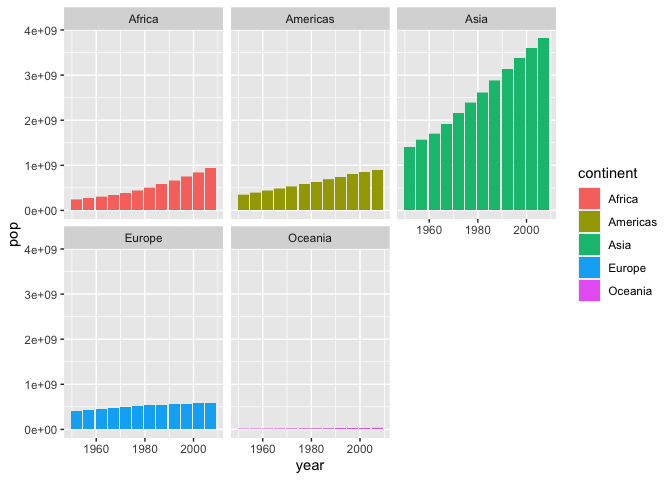 Africa
Americas
Asia
4e+09
3e+09
2e+09
1e+09
0e+00
1960 1980 2000
Europe
Oceania
4e+09
3e+09
2e+09
1e+09
0e+00
1960 1980 2000
1960 1980 2000
pop
year
continent
Africa
Americas
Asia
Europe
Oceania